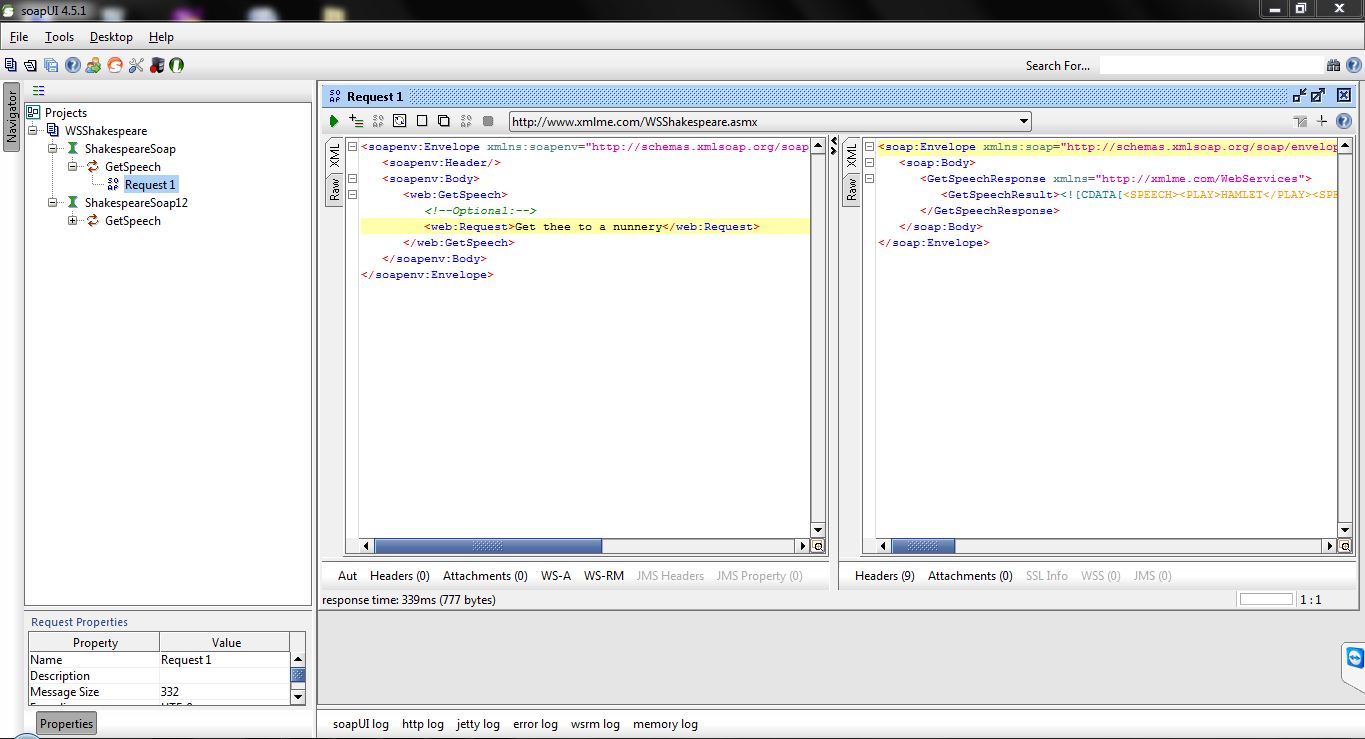 soapUI 4.5.1
File Tools Desktop Help
Search For...
Navigator
Projects
WSShakespeare
ShakespeareSoap
GetSpeech
Request 1
ShakespeareSoap12
GetSpeech
Request 1
http://www.xmlme.com/WSShakespeare.asmx
XML
Raw
<soapenv:Envelope xmlns:soapenv="http://schemas.xmlsoap.org/soap
<soapenv:Header/>
<soapenv:Body>
<web:GetSpeech>
<!--Optional:-->
<web:Request>Get thee to a nunnery</web:Request>
</web:GetSpeech>
</soapenv:Body>
</soapenv:Envelope>
XML
Raw
<soap:Envelope xmlns:soap="http://schemas.xmlsoap.org/soap/envelop
<soap:Body>
<GetSpeechResponse xmlns="http://xmlme.com/WebServices">
<GetSpeechResult><![CDATA[<SPEECH><PLAY>HAMLET</PLAY><SPE
</GetSpeechResponse>
</soap:Body>
</soap:Envelope>
Aut Headers (0) Attachments (0) WS-A WS-RM JMS Headers JMS Property (0)
Headers (9) Attachments (0) SSL Info WSS (0) JMS (0)
response time: 339ms (777 bytes)
1 : 1
Request Properties
Property Value
Name Request 1
Description
Message Size 332
Properties
soapUI log http log jetty log error log wsrm log memory log